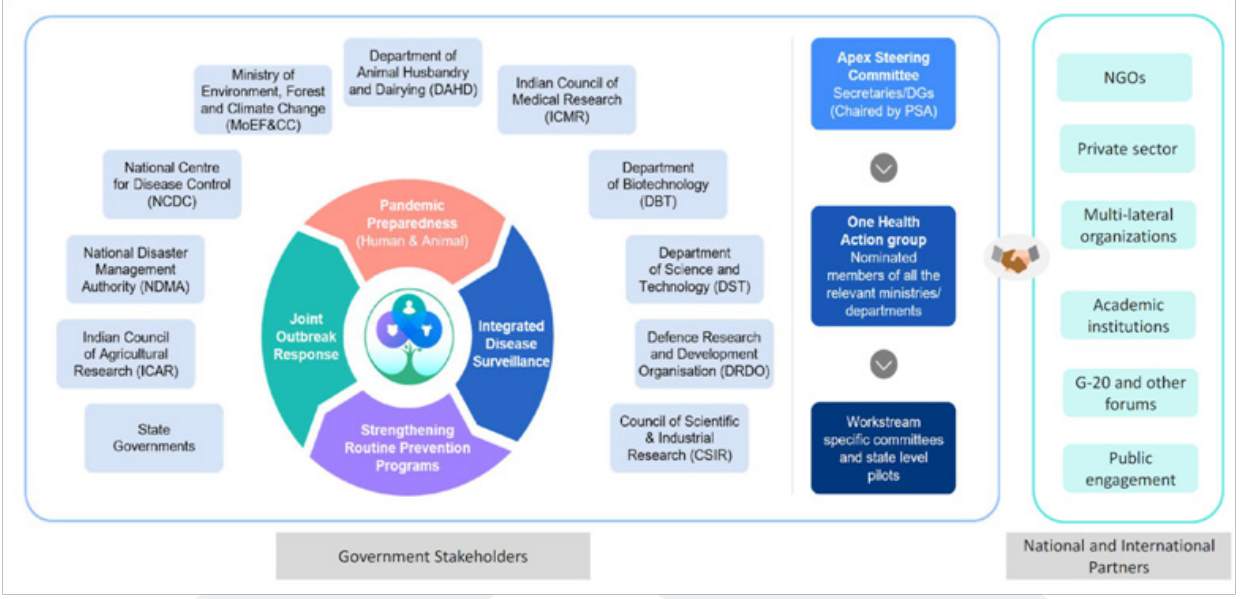 Department of
Animal Husbandry
and Dairying (DAHD)
Ministry of
Environment, Forest
and Climate Change
(MoEF&CC)
Indian Council of
Medical Research
(ICMR)
National Centre
for Disease Control
(NCDC)
Department
of Biotechnology
(DBT)
National Disaster
Management
Authority (NDMA)
Department
of Science and
Technology (DST)
Indian Council
of Agricultural
Research (ICAR)
Defence Research
and Development
Organisation (DRDO)
State
Governments
Council of Scientific
& Industrial
Research (CSIR)
Pandemic
Preparedness
(Human & Animal)
Joint
Outbreak
Response
Integrated
Disease
Surveillance
Strengthening
Routine Prevention
Programs
Apex Steering
Committee
Secretaries/DGs
(Chaired by PSA)
One Health
Action group
Nominated
members of all the
relevant ministries/
departments
Workstream
specific committees
and state level
pilots
NGOs
Private sector
Multi-lateral
organizations
Academic
institutions
G-20 and other
forums
Public
engagement
Government Stakeholders
National and International
Partners